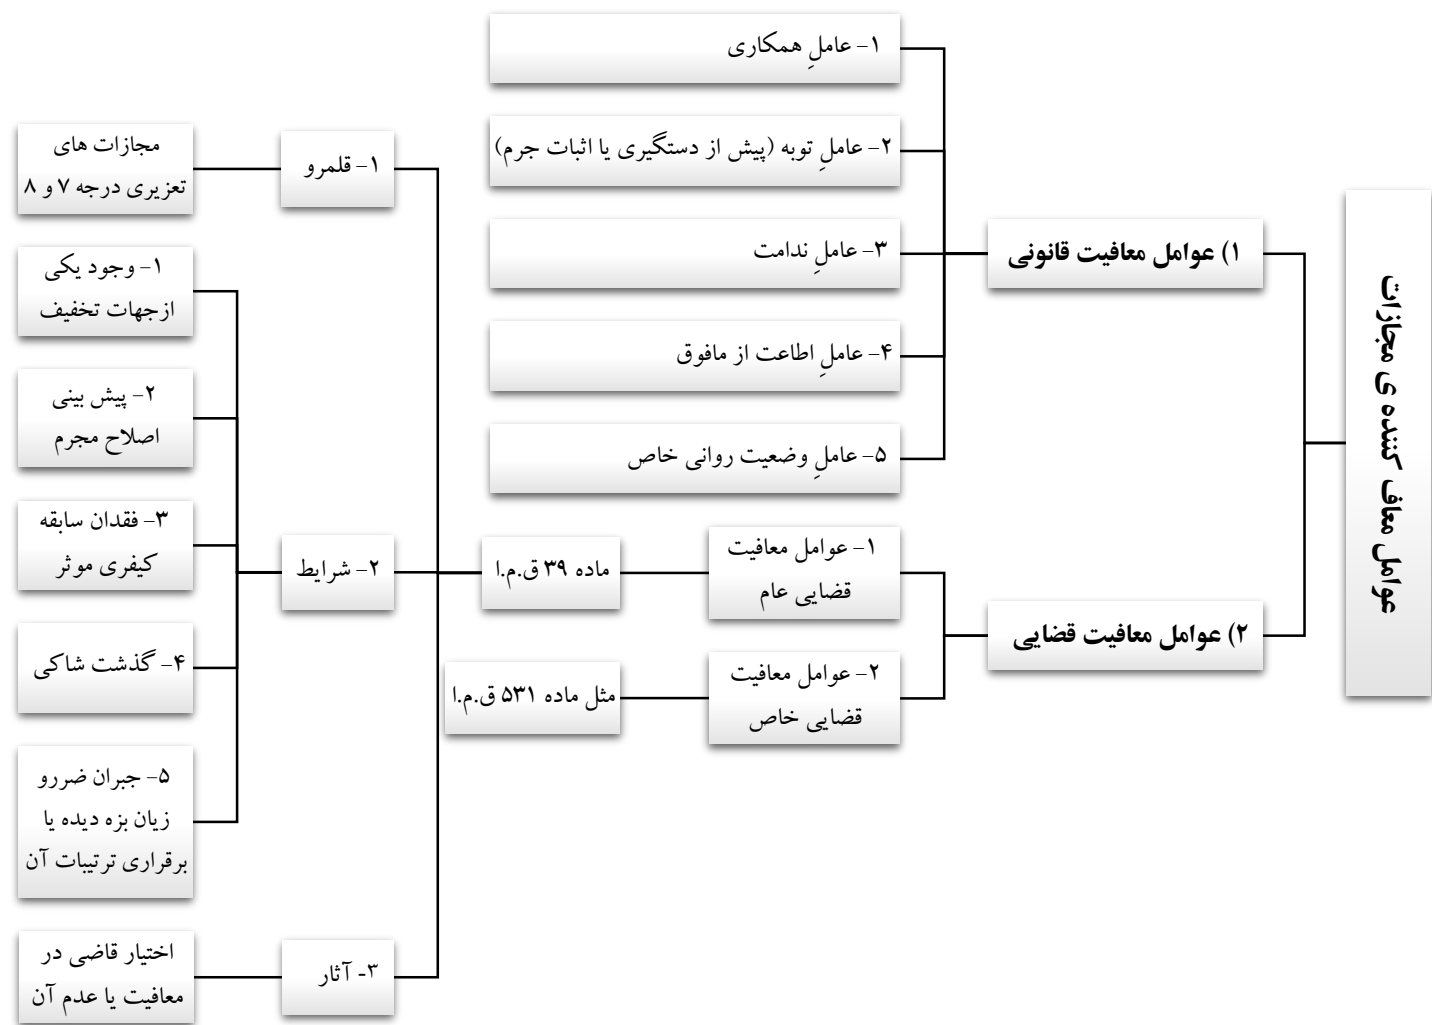 عوامل معاف کننده ی مجازات
۱) عوامل معافیت قانونی
۱- عاملِ همکاری
۲- عاملِ توبه (پیش از دستگیری یا اثبات جرم)
۳- عاملِ ندامت
۴- عاملِ اطاعت از مافوق
۵- عاملِ وضعیت روانی خاص
۲) عوامل معافیت قضایی
۱- عوامل معافیت
قضایی عام
ماده ۳۹ ق.م.ا
۱- قلمرو
مجازات های
تعزیری درجه ۷ و ۸
۲- شرایط
۱- وجود یکی
ازجهات تخفیف
۲- پیش بینی
اصلاح مجرم
۳- فقدان سابقه
کیفری موثر
۴- گذشت شاکی
۵- جبران ضررو
زیان بزه دیده یا
برقراری ترتیبات آن
۳- آثار
اختیار قاضی در
معافیت یا عدم آن
۲- عوامل معافیت
قضایی خاص
مثل ماده ۵۳۱ ق.م.ا